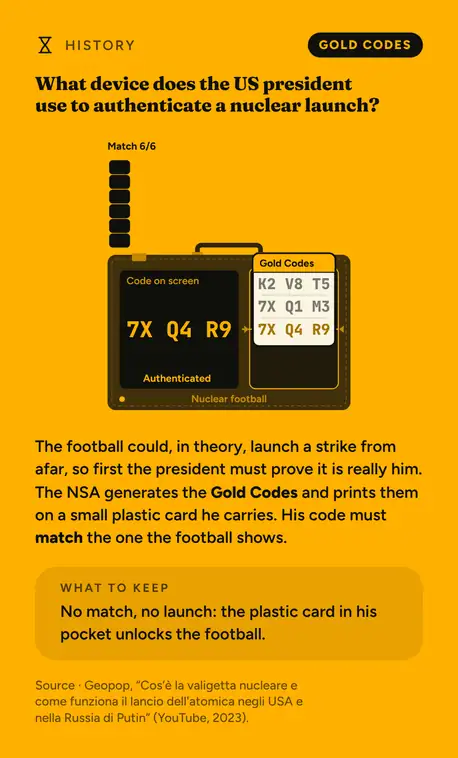 HISTORY
GOLD CODES
What device does the US president
use to authenticate a nuclear launch?
Match 6/6
Gold Codes
Code on screen
K2 V8 T5
7X Q1 M3
7X Q4 R9
7X Q4 R9
Authenticated
Nuclear football
The football could, in theory, launch a strike from
afar, so first the president must prove it is really him.
The NSA generates the Gold Codes and prints them
on a small plastic card he carries. His code must
match the one the football shows.
WHAT TO KEEP
No match, no launch: the plastic card in his
pocket unlocks the football.
Source · Geopop, “Cos'è la valigetta nucleare e
come funziona il lancio dell'atomica negli USA e
nella Russia di Putin” (YouTube, 2023).